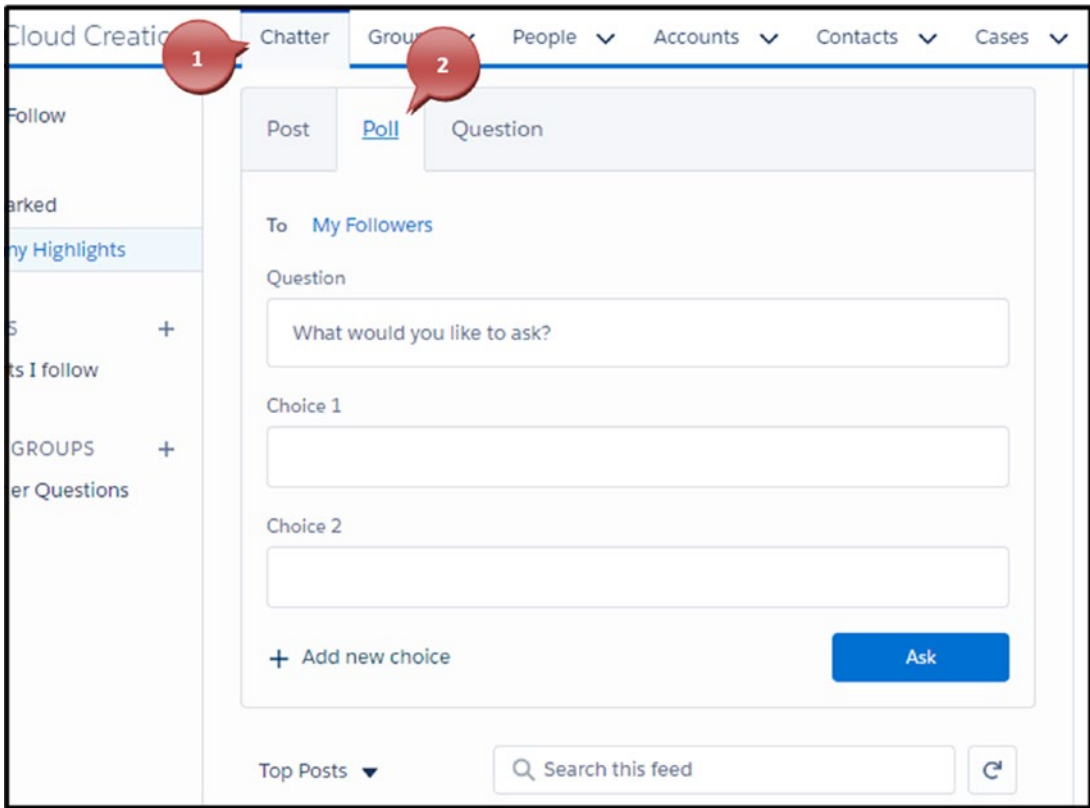 Cloud Creatio
1
Chatter
Group
People
Accounts
Contacts
Cases
2
Follow
arked
ny Highlights
S
ts I follow
GROUPS
er Questions
Post
Poll
Question
To My Followers
Question
What would you like to ask?
Choice 1
Choice 2
+ Add new choice
Ask
Top Posts
Search this feed